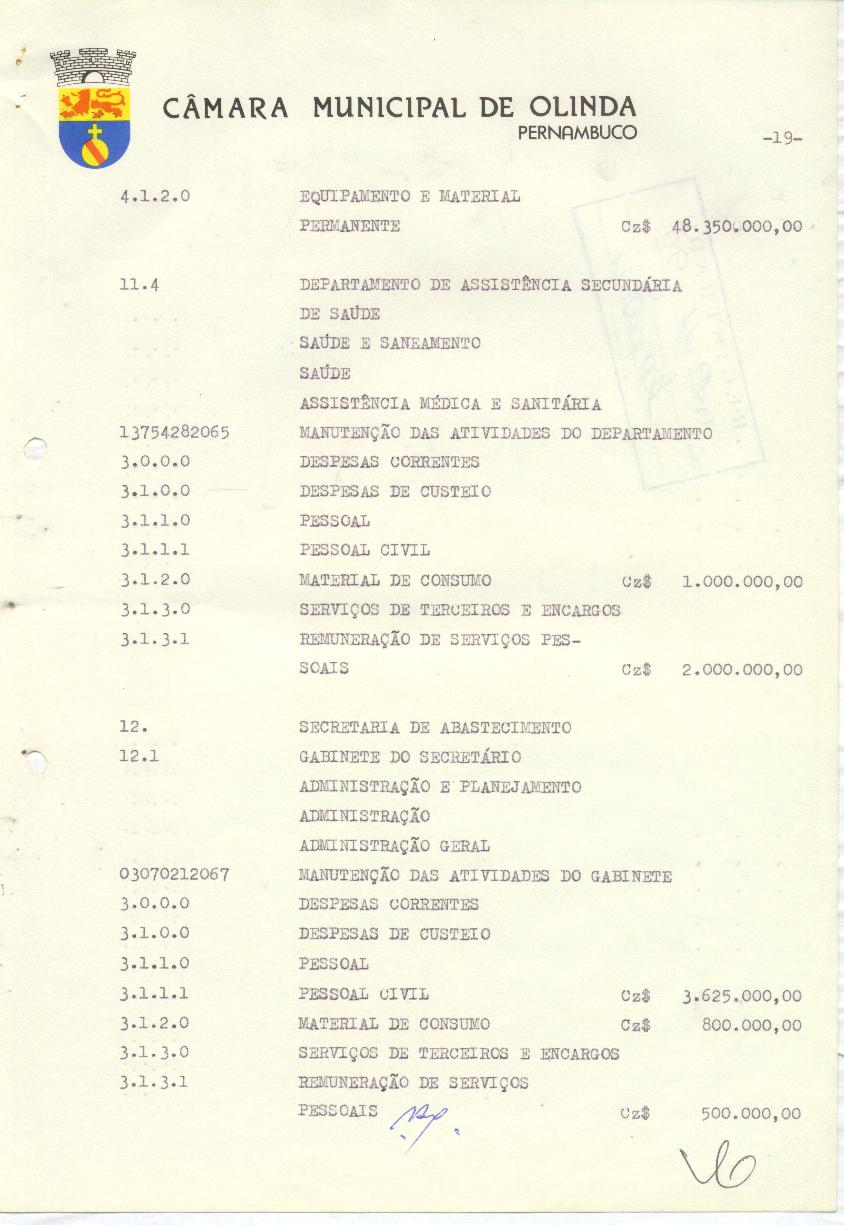 CÂMARA MUNICIPAL DE OLINDA
PERNAMBUCO
-19-
4.1.2.0 EQUIPAMENTO E MATERIAL
PERMANENTE Cz$ 48.350.000,00
11.4 DEPARTAMENTO DE ASSISTÊNCIA SECUNDÁRIA
DE SAÚDE
SAÚDE E SANEAMENTO
SAÚDE
ASSISTÊNCIA MÉDICA E SANITÁRIA
13754282065 MANUTENÇÃO DAS ATIVIDADES DO DEPARTAMENTO
3.0.0.0 DESPESAS CORRENTES
3.1.0.0 DESPESAS DE CUSTEIO
3.1.1.0 PESSOAL
3.1.1.1 PESSOAL CIVIL
3.1.2.0 MATERIAL DE CONSUMO Cz$ 1.000.000,00
3.1.3.0 SERVIÇOS DE TERCEIROS E ENCARGOS
3.1.3.1 REMUNERAÇÃO DE SERVIÇOS PES-
SOAIS Cz$ 2.000.000,00
12. SECRETARIA DE ABASTECIMENTO
12.1 GABINETE DO SECRETÁRIO
ADMINISTRAÇÃO E PLANEJAMENTO
ADMINISTRAÇÃO
ADMINISTRAÇÃO GERAL
03070212067 MANUTENÇÃO DAS ATIVIDADES DO GABINETE
3.0.0.0 DESPESAS CORRENTES
3.1.0.0 DESPESAS DE CUSTEIO
3.1.1.0 PESSOAL
3.1.1.1 PESSOAL CIVIL Cz$ 3.625.000,00
3.1.2.0 MATERIAL DE CONSUMO Cz$ 800.000,00
3.1.3.0 SERVIÇOS DE TERCEIROS E ENCARGOS
3.1.3.1 REMUNERAÇÃO DE SERVIÇOS
PESSOAIS Cz$ 500.000,00